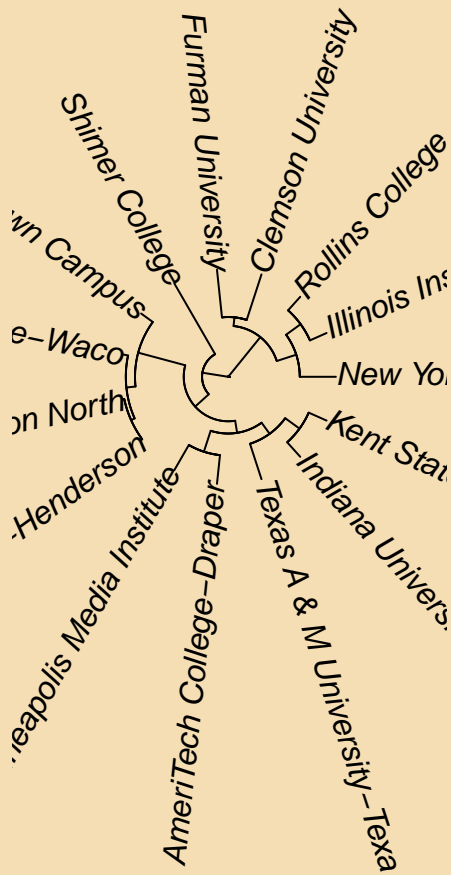 Furman University
Clemson University
Shimer College
Rollins College
wn Campus
Illinois Ins
e–Waco
New Yo
on North
Kent Stat
-Henderson
Indiana Univers
neapolis Media Institute
AmeriTech College–Draper
Texas A & M University–Texa